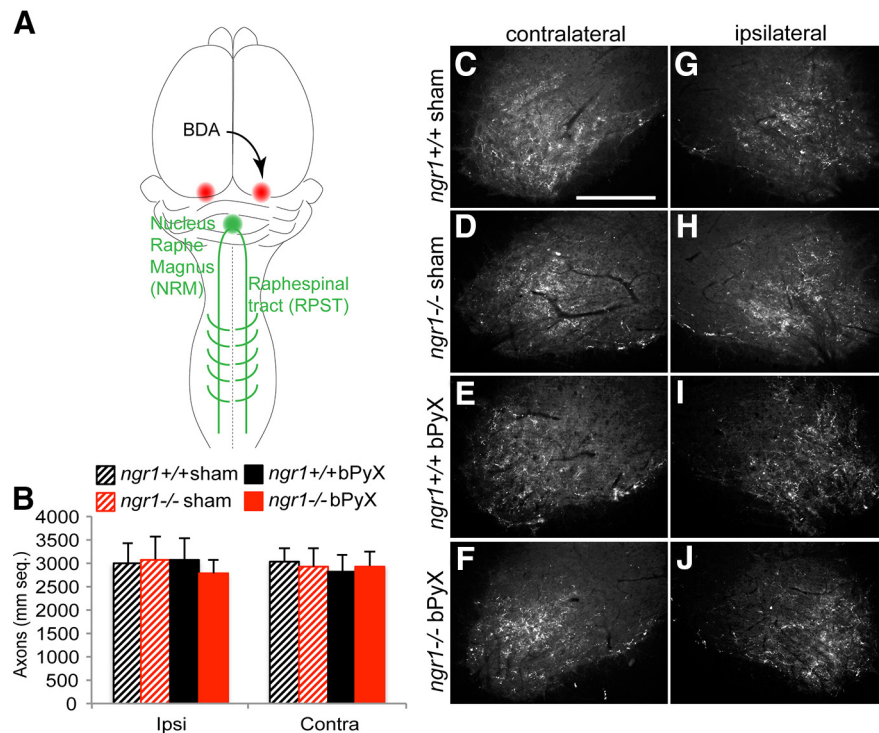 A
BDA
Nucleus
Raphe
Magnus
(NRM)
Raphespinal
tract (RPST)
B
ngr1+/+ sham
ngr1+/+ bPyX
ngr1-/- sham
ngr1-/- bPyX
Axons (mm seq.)
4000
3500
3000
2500
2000
1500
1000
500
0
Ipsi
Contra
contralateral
ipsilateral
ngr1+/+ sham
C
G
ngr1-/- sham
D
H
ngr1+/+ bPyX
E
I
ngr1-/- bPyX
F
J